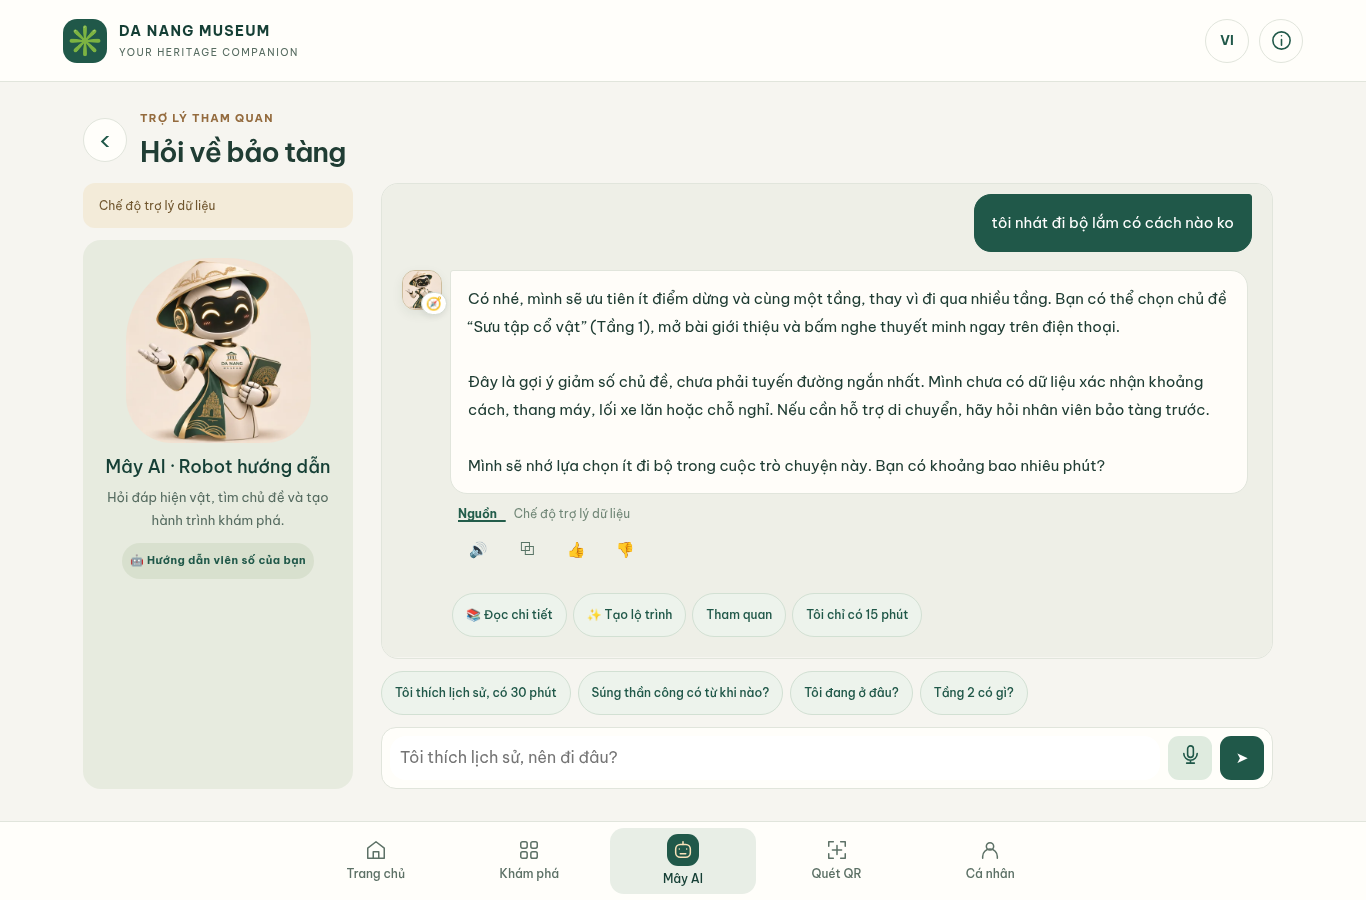 DA NANG MUSEUM
YOUR HERITAGE COMPANION
VI
TRỢ LÝ THAM QUAN
Hỏi về bảo tàng
Chế độ trợ lý dữ liệu
DA NANG
Mây AI · Robot hướng dẫn
Hỏi đáp hiện vật, tìm chủ đề và tạo
hành trình khám phá.
🤖 Hướng dẫn viên số của bạn
tôi nhát đi bộ lắm có cách nào ko
Có nhé, mình sẽ ưu tiên ít điểm dừng và cùng một tầng, thay vì đi qua nhiều tầng. Bạn có thể chọn chủ đề
“Sưu tập cổ vật” (Tầng 1), mở bài giới thiệu và bấm nghe thuyết minh ngay trên điện thoại.
Đây là gợi ý giảm số chủ đề, chưa phải tuyến đường ngắn nhất. Mình chưa có dữ liệu xác nhận khoảng
cách, thang máy, lối xe lăn hoặc chỗ nghỉ. Nếu cần hỗ trợ di chuyển, hãy hỏi nhân viên bảo tàng trước.
Mình sẽ nhớ lựa chọn ít đi bộ trong cuộc trò chuyện này. Bạn có khoảng bao nhiêu phút?
Nguồn Chế độ trợ lý dữ liệu
📚 Đọc chi tiết ✨ Tạo lộ trình Tham quan Tôi chỉ có 15 phút
Tôi thích lịch sử, có 30 phút Súng thần công có từ khi nào? Tôi đang ở đâu? Tầng 2 có gì?
Tôi thích lịch sử, nên đi đâu?
Trang chủ Khám phá Mây AI Quét QR Cá nhân